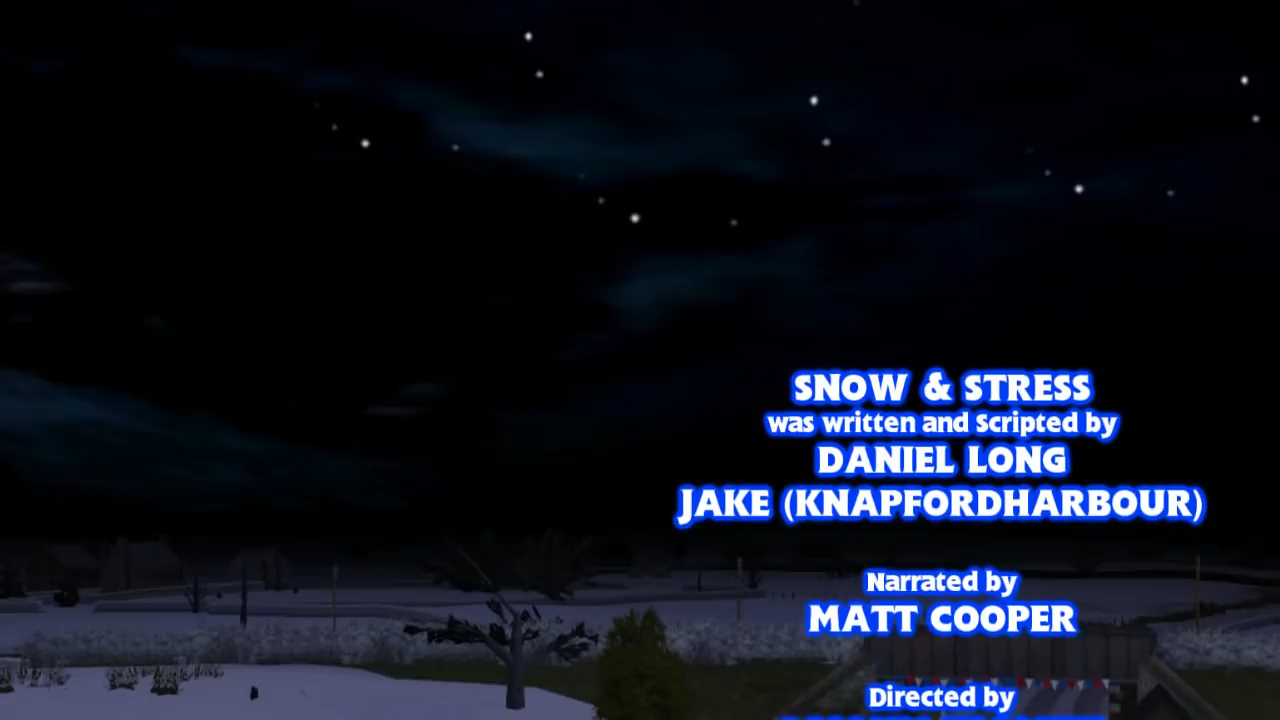 SNOW & STRESS
was written and Scripted by
DANIEL LONG
JAKE (KNAPFORDHARBOUR)
Narrated by
MATT COOPER
Directed by